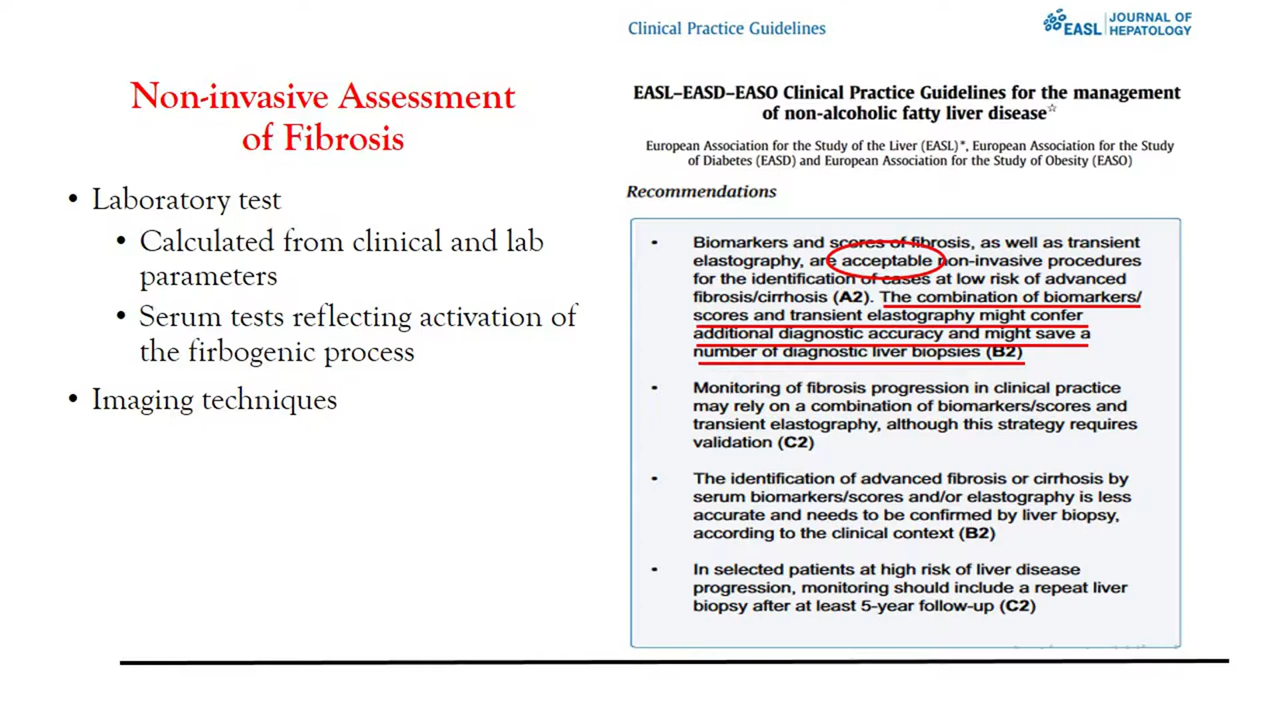 Non-invasive Assessment
of Fibrosis
• Laboratory test
• Calculated from clinical and lab
parameters
• Serum tests reflecting activation of
the firbogenic process
• Imaging techniques
Clinical Practice Guidelines
EASL JOURNAL OF
HEPATOLOGY
EASL–EASD–EASO Clinical Practice Guidelines for the management
of non-alcoholic fatty liver disease☆
European Association for the Study of the Liver (EASL)*, European Association for the Study
of Diabetes (EASD) and European Association for the Study of Obesity (EASO)
Recommendations
• Biomarkers and scores of fibrosis, as well as transient
elastography, are acceptable non-invasive procedures
for the identification of cases at low risk of advanced
fibrosis/cirrhosis (A2). The combination of biomarkers/
scores and transient elastography might confer
additional diagnostic accuracy and might save a
number of diagnostic liver biopsies (B2)
• Monitoring of fibrosis progression in clinical practice
may rely on a combination of biomarkers/scores and
transient elastography, although this strategy requires
validation (C2)
• The identification of advanced fibrosis or cirrhosis by
serum biomarkers/scores and/or elastography is less
accurate and needs to be confirmed by liver biopsy,
according to the clinical context (B2)
• In selected patients at high risk of liver disease
progression, monitoring should include a repeat liver
biopsy after at least 5-year follow-up (C2)